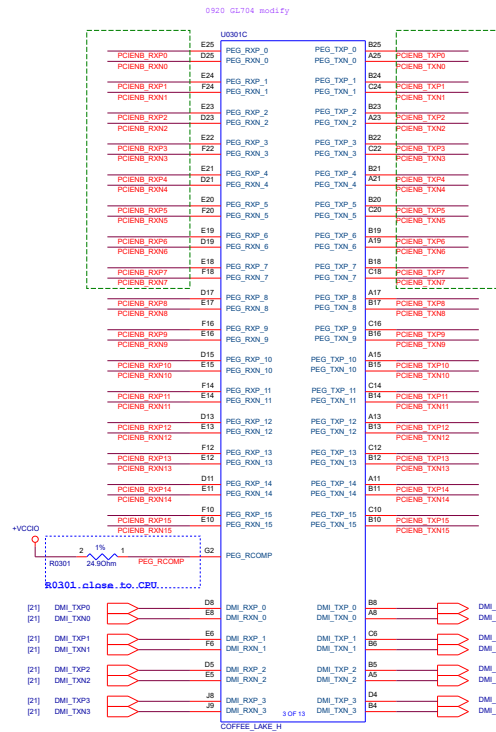 0920 GL704 modify
U0301C
E25 PEG_RXP_0 PEG_TXP_0 B25
PCIENB_RXP0 D25 PEG_RXN_0 PEG_TXN_0 A25 PCIENB_TXP0
PCIENB_RXN0 PCIENB_TXN0
E24 PEG_RXP_1 PEG_TXP_1 B24
PCIENB_RXP1 F24 PEG_RXN_1 PEG_TXN_1 C24 PCIENB_TXP1
PCIENB_RXN1 PCIENB_TXN1
E23 PEG_RXP_2 PEG_TXP_2 B23
PCIENB_RXP2 D23 PEG_RXN_2 PEG_TXN_2 A23 PCIENB_TXP2
PCIENB_RXN2 PCIENB_TXN2
E22 PEG_RXP_3 PEG_TXP_3 B22
PCIENB_RXP3 F22 PEG_RXN_3 PEG_TXN_3 C22 PCIENB_TXP3
PCIENB_RXN3 PCIENB_TXN3
E21 PEG_RXP_4 PEG_TXP_4 B21
PCIENB_RXP4 D21 PEG_RXN_4 PEG_TXN_4 A21 PCIENB_TXP4
PCIENB_RXN4 PCIENB_TXN4
E20 PEG_RXP_5 PEG_TXP_5 B20
PCIENB_RXP5 F20 PEG_RXN_5 PEG_TXN_5 C20 PCIENB_TXP5
PCIENB_RXN5 PCIENB_TXN5
E19 PEG_RXP_6 PEG_TXP_6 B19
PCIENB_RXP6 D19 PEG_RXN_6 PEG_TXN_6 A19 PCIENB_TXP6
PCIENB_RXN6 PCIENB_TXN6
E18 PEG_RXP_7 PEG_TXP_7 B18
PCIENB_RXP7 F18 PEG_RXN_7 PEG_TXN_7 C18 PCIENB_TXP7
PCIENB_RXN7 PCIENB_TXN7
D17 PEG_RXP_8 PEG_TXP_8 A17
PCIENB_RXP8 E17 PEG_RXN_8 PEG_TXN_8 B17 PCIENB_TXP8
PCIENB_RXN8 PCIENB_TXN8
F16 PEG_RXP_9 PEG_TXP_9 C16
PCIENB_RXP9 E16 PEG_RXN_9 PEG_TXN_9 B16 PCIENB_TXP9
PCIENB_RXN9 PCIENB_TXN9
D15 PEG_RXP_10 PEG_TXP_10 A15
PCIENB_RXP10 E15 PEG_RXN_10 PEG_TXN_10 B15 PCIENB_TXP10
PCIENB_RXN10 PCIENB_TXN10
F14 PEG_RXP_11 PEG_TXP_11 C14
PCIENB_RXP11 E14 PEG_RXN_11 PEG_TXN_11 B14 PCIENB_TXP11
PCIENB_RXN11 PCIENB_TXN11
D13 PEG_RXP_12 PEG_TXP_12 A13
PCIENB_RXP12 E13 PEG_RXN_12 PEG_TXN_12 B13 PCIENB_TXP12
PCIENB_RXN12 PCIENB_TXN12
F12 PEG_RXP_13 PEG_TXP_13 C12
PCIENB_RXP13 E12 PEG_RXN_13 PEG_TXN_13 B12 PCIENB_TXP13
PCIENB_RXN13 PCIENB_TXN13
D11 PEG_RXP_14 PEG_TXP_14 A11
PCIENB_RXP14 E11 PEG_RXN_14 PEG_TXN_14 B11 PCIENB_TXP14
PCIENB_RXN14 PCIENB_TXN14
F10 PEG_RXP_15 PEG_TXP_15 C10
PCIENB_RXP15 E10 PEG_RXN_15 PEG_TXN_15 B10 PCIENB_TXP15
PCIENB_RXN15 PCIENB_TXN15
+VCCIO
2 1% 1 G2 PEG_RCOMP
R0301 24.9Ohm PEG_RCOMP
R0301 close to CPU
[21] DMI_TXP0 D8 DMI_RXP_0 DMI_TXP_0 B8 DMI_
[21] DMI_TXN0 E8 DMI_RXN_0 DMI_TXN_0 A8 DMI_
[21] DMI_TXP1 E6 DMI_RXP_1 DMI_TXP_1 C6 DMI_
[21] DMI_TXN1 F6 DMI_RXN_1 DMI_TXN_1 B6 DMI_
[21] DMI_TXP2 D5 DMI_RXP_2 DMI_TXP_2 B5 DMI_
[21] DMI_TXN2 E5 DMI_RXN_2 DMI_TXN_2 A5 DMI_
[21] DMI_TXP3 J8 DMI_RXP_3 DMI_TXP_3 D4 DMI_
[21] DMI_TXN3 J9 DMI_RXN_3 DMI_TXN_3 B4 DMI_
3 OF 13
COFFEE_LAKE_H